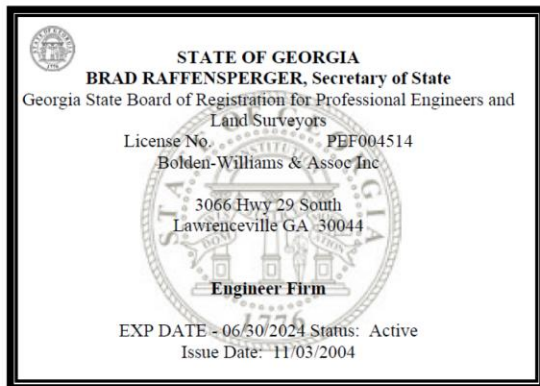 STATE OF GEORGIA
BRAD RAFFENSPERGER, Secretary of State
Georgia State Board of Registration for Professional Engineers and
Land Surveyors
License No. PEF004514
Bolden-Williams & Assoc Inc
3066 Hwy 29 South
Lawrenceville GA 30044
Engineer Firm
1776
EXP DATE - 06/30/2024 Status: Active
Issue Date: 11/03/2004